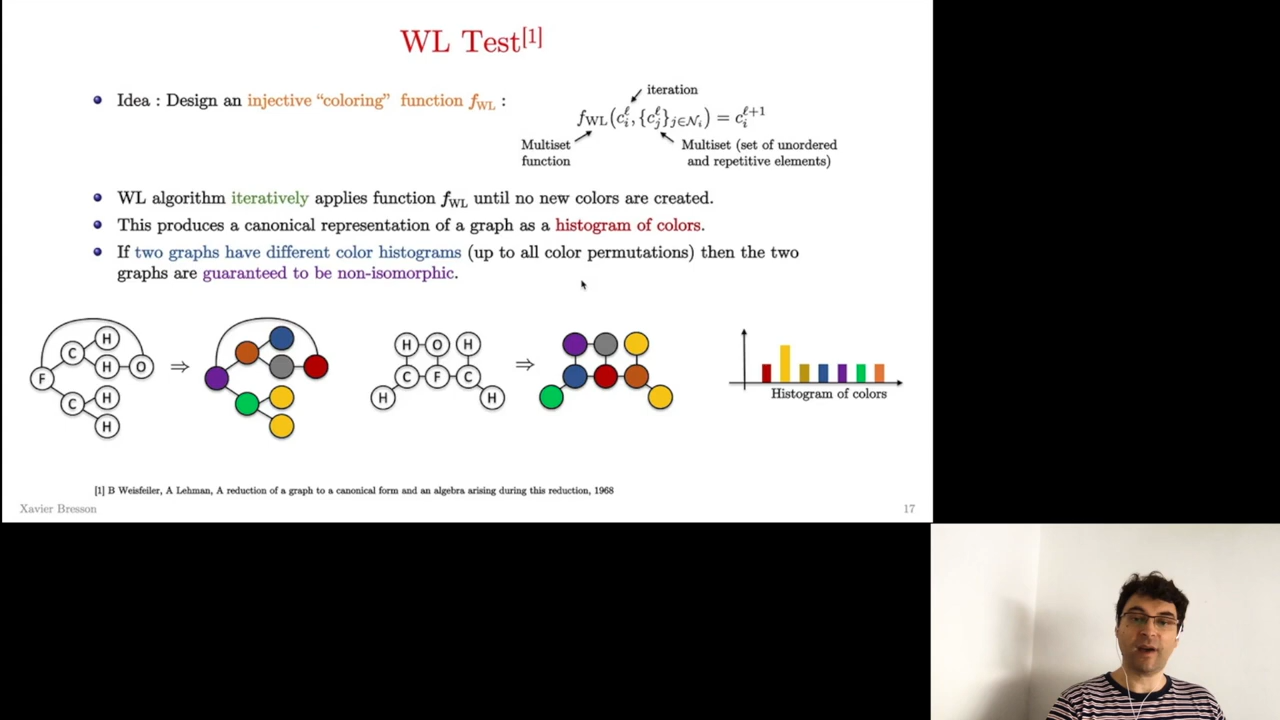 WL Test[1]
• Idea : Design an injective “coloring” function f_WL :
iteration
f_WL(c_i^ℓ, {c_j^ℓ}_{j∈N_i}) = c_i^{ℓ+1}
Multiset
function
Multiset (set of unordered
and repetitive elements)
• WL algorithm iteratively applies function f_WL until no new colors are created.
• This produces a canonical representation of a graph as a histogram of colors.
• If two graphs have different color histograms (up to all color permutations) then the two
graphs are guaranteed to be non-isomorphic.
H
C
H O
F
C H
H
⇒
H O H
C F C
H H
⇒
Histogram of colors
[1] B Weisfeiler, A Lehman, A reduction of a graph to a canonical form and an algebra arising during this reduction, 1968
Xavier Bresson
17